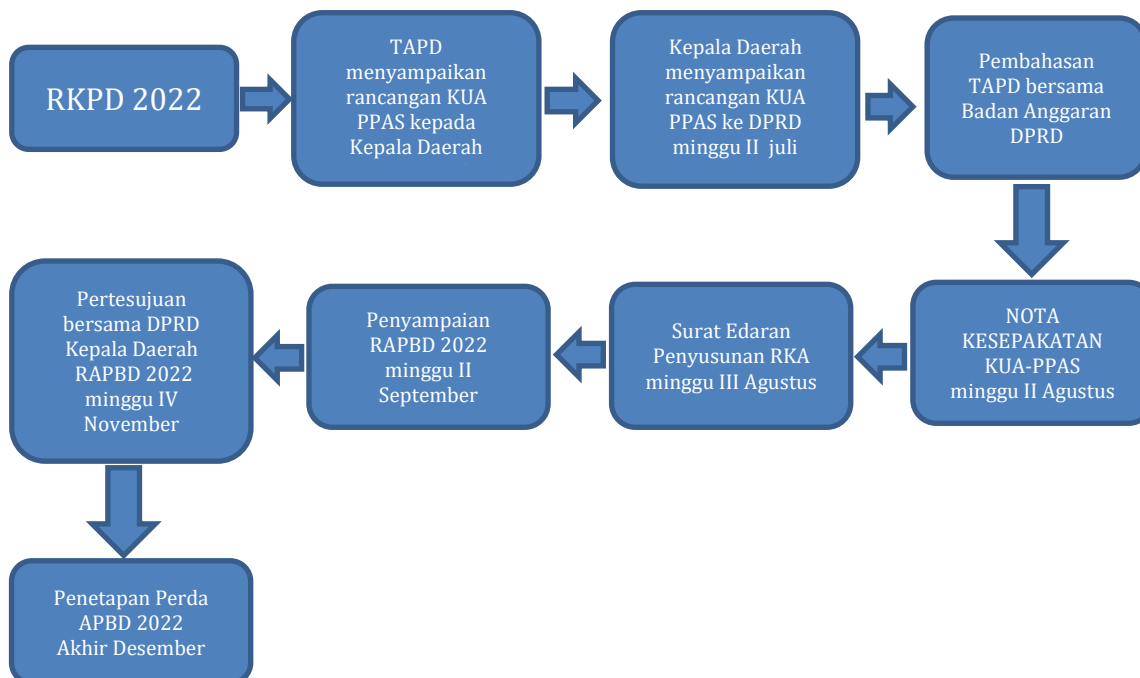 RKPD 2022
TAPD
menyampaikan
rancangan KUA
PPAS kepada
Kepala Daerah
Kepala Daerah
menyampaikan
rancangan KUA
PPAS ke DPRD
minggu II juli
Pembahasan
TAPD bersama
Badan Anggaran
DPRD
NOTA
KESEPAKATAN
KUA-PPAS
minggu II Agustus
Surat Edaran
Penyusunan RKA
minggu III Agustus
Penyampaian
RAPBD 2022
minggu II
September
Pertesujuan
bersama DPRD
Kepala Daerah
RAPBD 2022
minggu IV
November
Penetapan Perda
APBD 2022
Akhir Desember